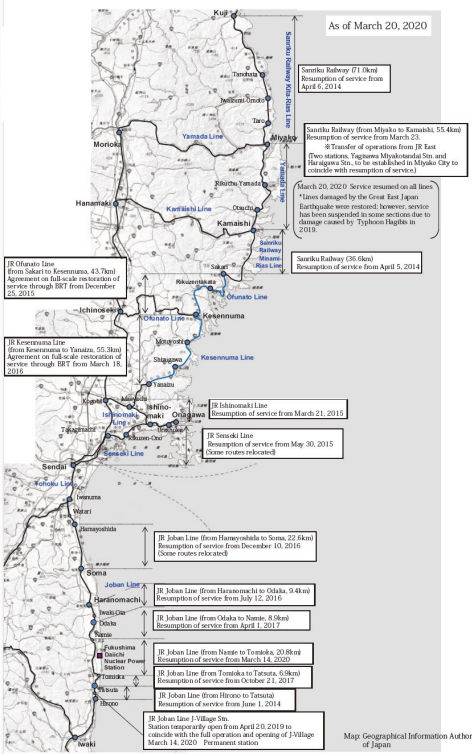 As of March 20, 2020
Kuji
Sanriku Railway Kita-Rias Line
Sanriku Railway (71.0km)
Resumption of service from
April 6, 2014
Tanohata
Iwaizumi-Omoto
Taro
Miyako
Sanriku Railway (from Miyako to Kamaishi, 55.4km)
Resumption of service from March 23.
※Transfer of operations from JR East
(Two stations, Yagisawa Miyakotandai Stn. and
Haraigawa Stn., to be established in Miyako City to
coincide with resumption of service.)
Yamada Line
Morioka
Yamada Line
Rikuchu-Yamada
March 20, 2020 Service resumed on all lines
*Lines damaged by the Great East Japan
Earthquake were restored; however, service
has been suspended in some sections due to
damage caused by Typhoon Hagibis in
2019.
Hanamaki
Kamaishi Line
Otsuchi
Kamaishi
Sanriku
Railway
Minami-
Rias Line
Sanriku Railway (36.6km)
Resumption of service from April 5, 2014
Sakari
JR Ofunato Line
(from Sakari to Kesennuma, 43.7km)
Agreement on full-scale restoration of
service through BRT from December
25, 2015
Rikuzentakata
Ofunato Line
Ichinoseki
Ofunato Line
Kesennuma
JR Kesennuma Line
(from Kesennuma to Yanaizu, 55.3km)
Agreement on full-scale restoration of
service through BRT from March 18,
2016
Motoyoshi
Shizugawa
Kesennuma Line
Yanaizu
Kogota
Maeyachi
Ishinomaki
Line
Ishino-
maki
Onagawa
JR Ishinomaki Line
Resumption of service from March 21, 2015
Takagimachi
Rikuzen-Ono
Senseki Line
JR Senseki Line
Resumption of service from May 30, 2015
(Some routes relocated)
Sendai
Tohoku Line
Iwanuma
Watari
Hamayoshida
JR Joban Line (from Hamayoshida to Soma, 22.6km)
Resumption of service from December 10, 2016
(Some routes relocated)
Soma
Joban Line
JR Joban Line (from Haranomachi to Odaka, 9.4km)
Resumption of service from July 12, 2016
Haranomachi
Iwaki-Ota
Odaka
JR Joban Line (from Odaka to Namie, 8.9km)
Resumption of service from April 1, 2017
Namie
Fukushima
Daiichi
Nuclear Power
Station
JR Joban Line (from Namie to Tomioka, 20.8km)
Resumption of service from March 14, 2020
Tomioka
JR Joban Line (from Tomioka to Tatsuta, 6.9km)
Resumption of service from October 21, 2017
Tatsuta
JR Joban Line (from Hirono to Tatsuta)
Resumption of service from June 1, 2014
Hirono
JR Joban Line J-Village Stn.
Station temporarily open from April 20, 2019 to
coincide with the full operation and opening of J-Village
March 14, 2020 Permanent station
Iwaki
Map: Geographical Information Author
of Japan